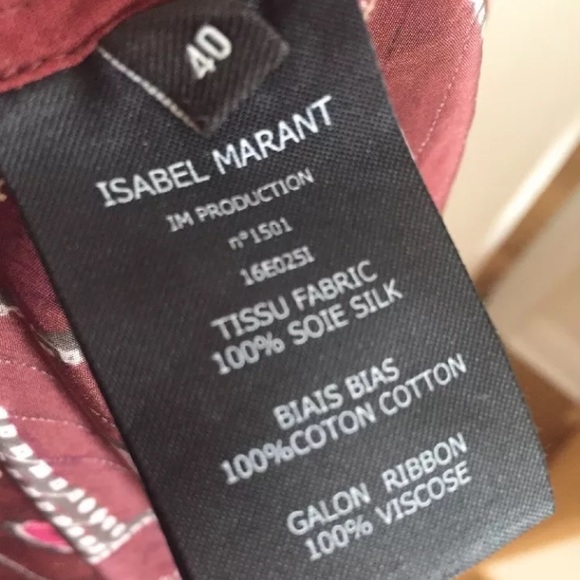 40
ISABEL MARANT
IM PRODUCTION
n°1501
16E025I
TISSU FABRIC
100% SOIE SILK
BIAIS BIAS
100%COTON COTTON
GALON RIBBON
100% VISCOSE